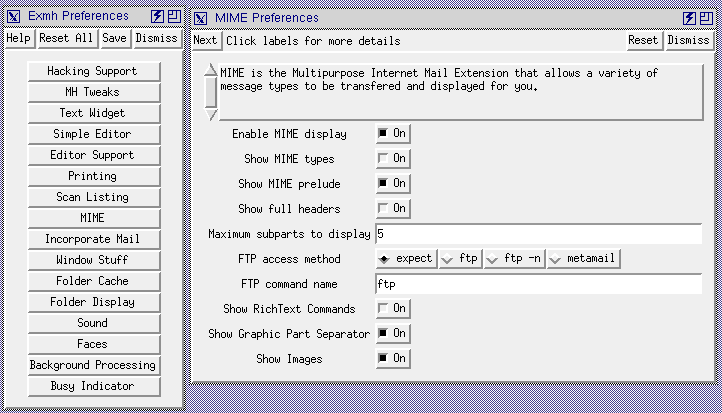 Exmh Preferences
Help Reset All Save Dismiss
Hacking Support
MH Tweaks
Text Widget
Simple Editor
Editor Support
Printing
Scan Listing
MIME
Incorporate Mail
Window Stuff
Folder Cache
Folder Display
Sound
Faces
Background Processing
Busy Indicator
MIME Preferences
Next Click labels for more details Reset Dismiss
MIME is the Multipurpose Internet Mail Extension that allows a variety of
message types to be transfered and displayed for you.
Enable MIME display On
Show MIME types On
Show MIME prelude On
Show full headers On
Maximum subparts to display 5
FTP access method expect ftp ftp -n metamail
FTP command name ftp
Show RichText Commands On
Show Graphic Part Separator On
Show Images On